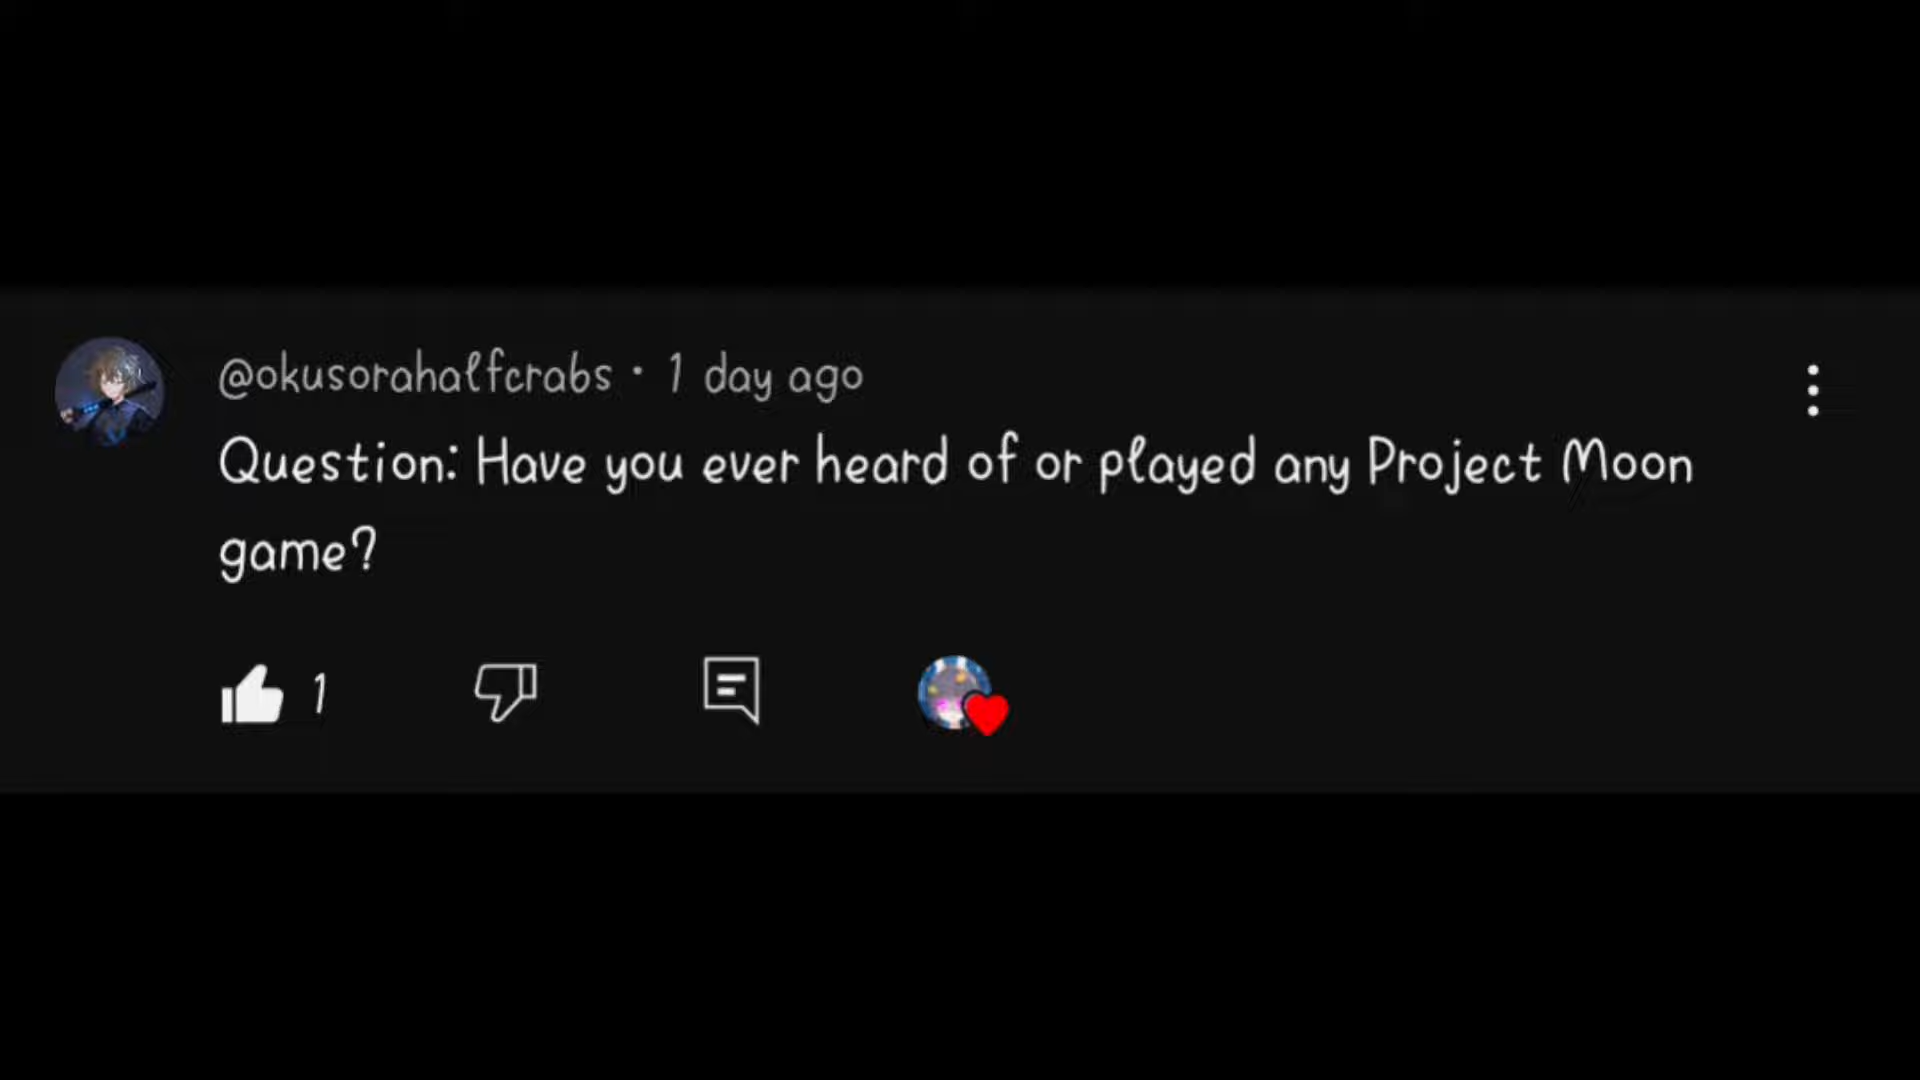 @okusorahalfcrabs · 1 day ago
Question: Have you ever heard of or played any Project Moon
game?
1